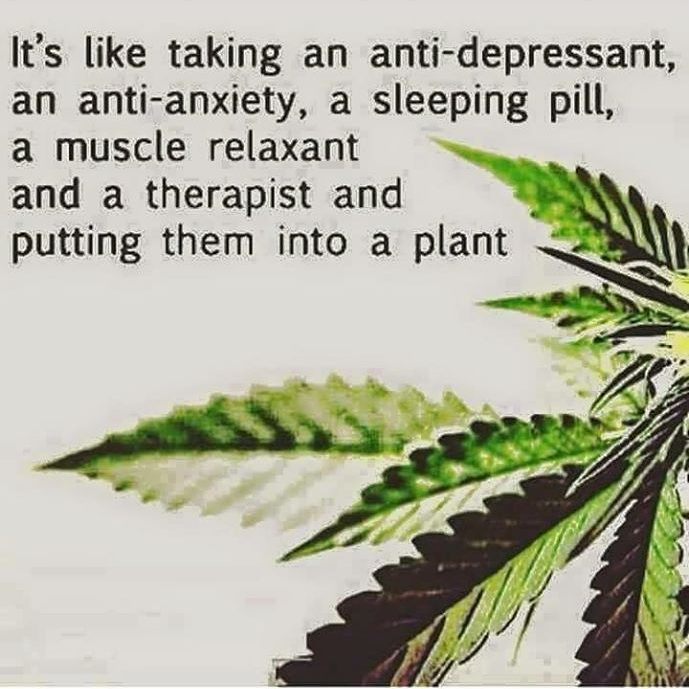 It's like taking an anti-depressant,
an anti-anxiety, a sleeping pill,
a muscle relaxant
and a therapist and
putting them into a plant